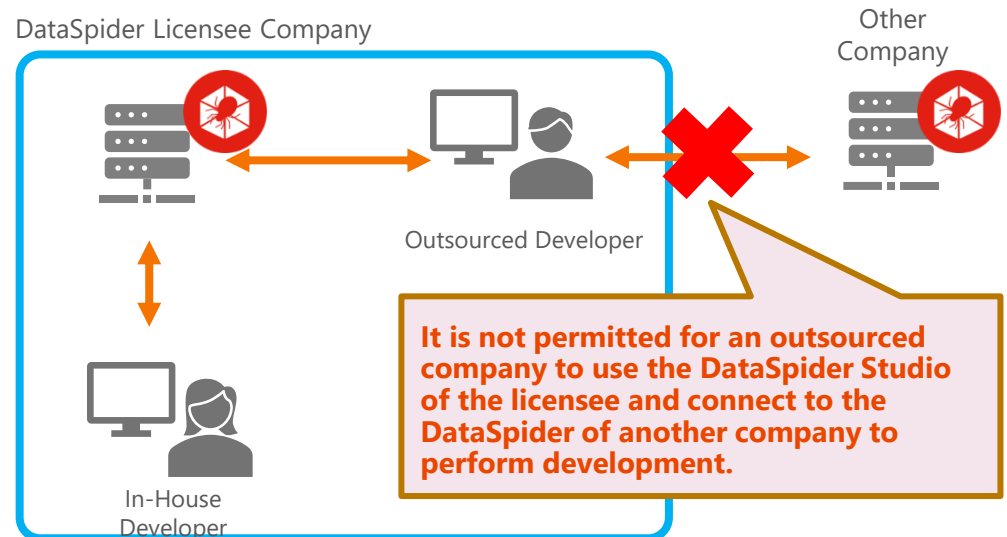 DataSpider Licensee Company
Other
Company
Outsourced Developer
It is not permitted for an outsourced
company to use the DataSpider Studio
of the licensee and connect to the
DataSpider of another company to
perform development.
In-House
Developer